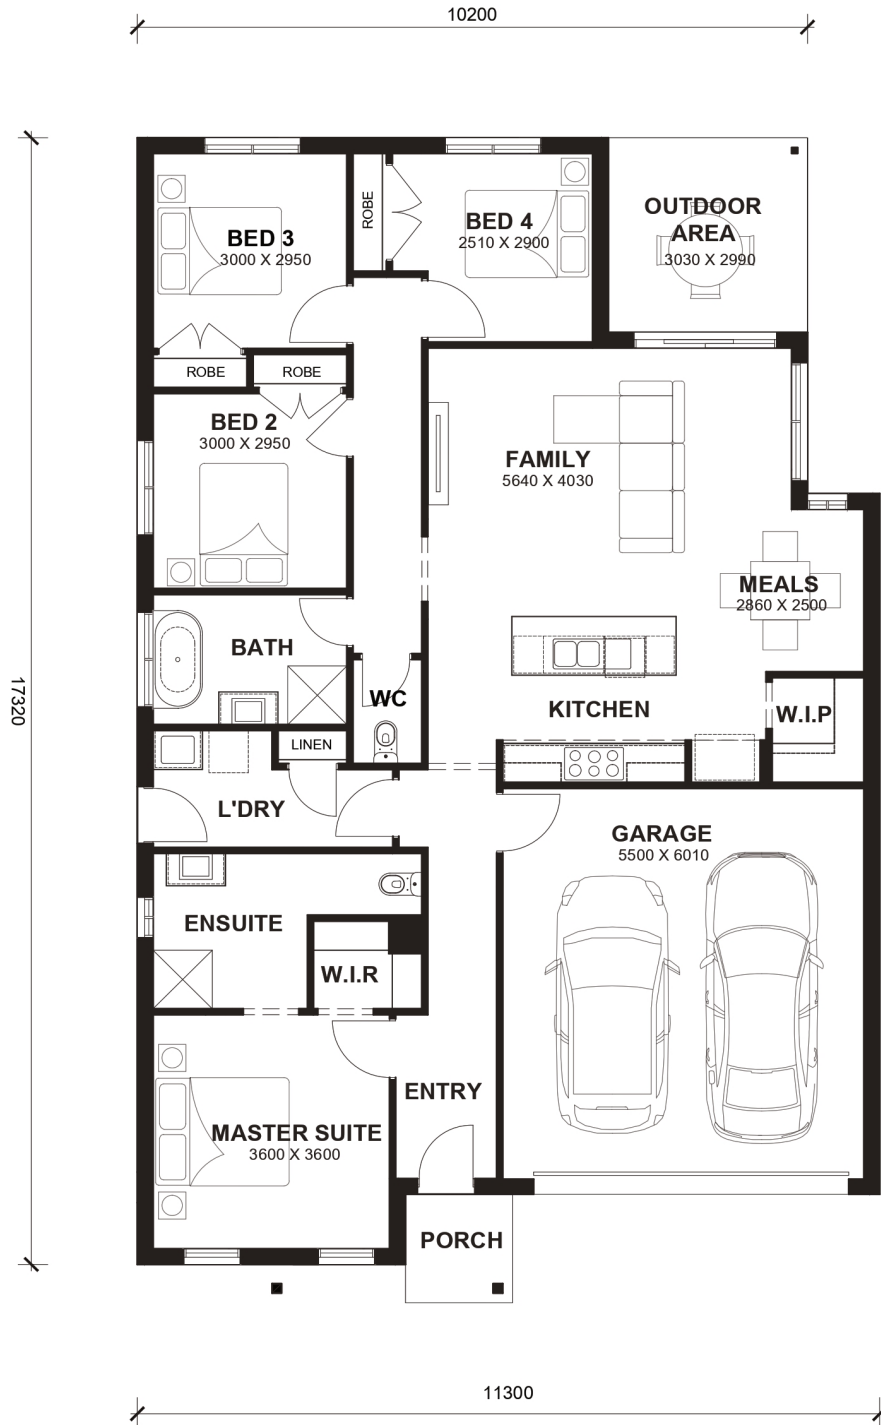 10200
17320
BED 3
3000 X 2950
ROBE
BED 4
2510 X 2900
OUTDOOR
AREA
3030 X 2990
ROBE
ROBE
BED 2
3000 X 2950
FAMILY
5640 X 4030
MEALS
2860 X 2500
BATH
WC
KITCHEN
W.I.P
LINEN
L'DRY
GARAGE
5500 X 6010
ENSUITE
W.I.R
ENTRY
MASTER SUITE
3600 X 3600
PORCH
11300